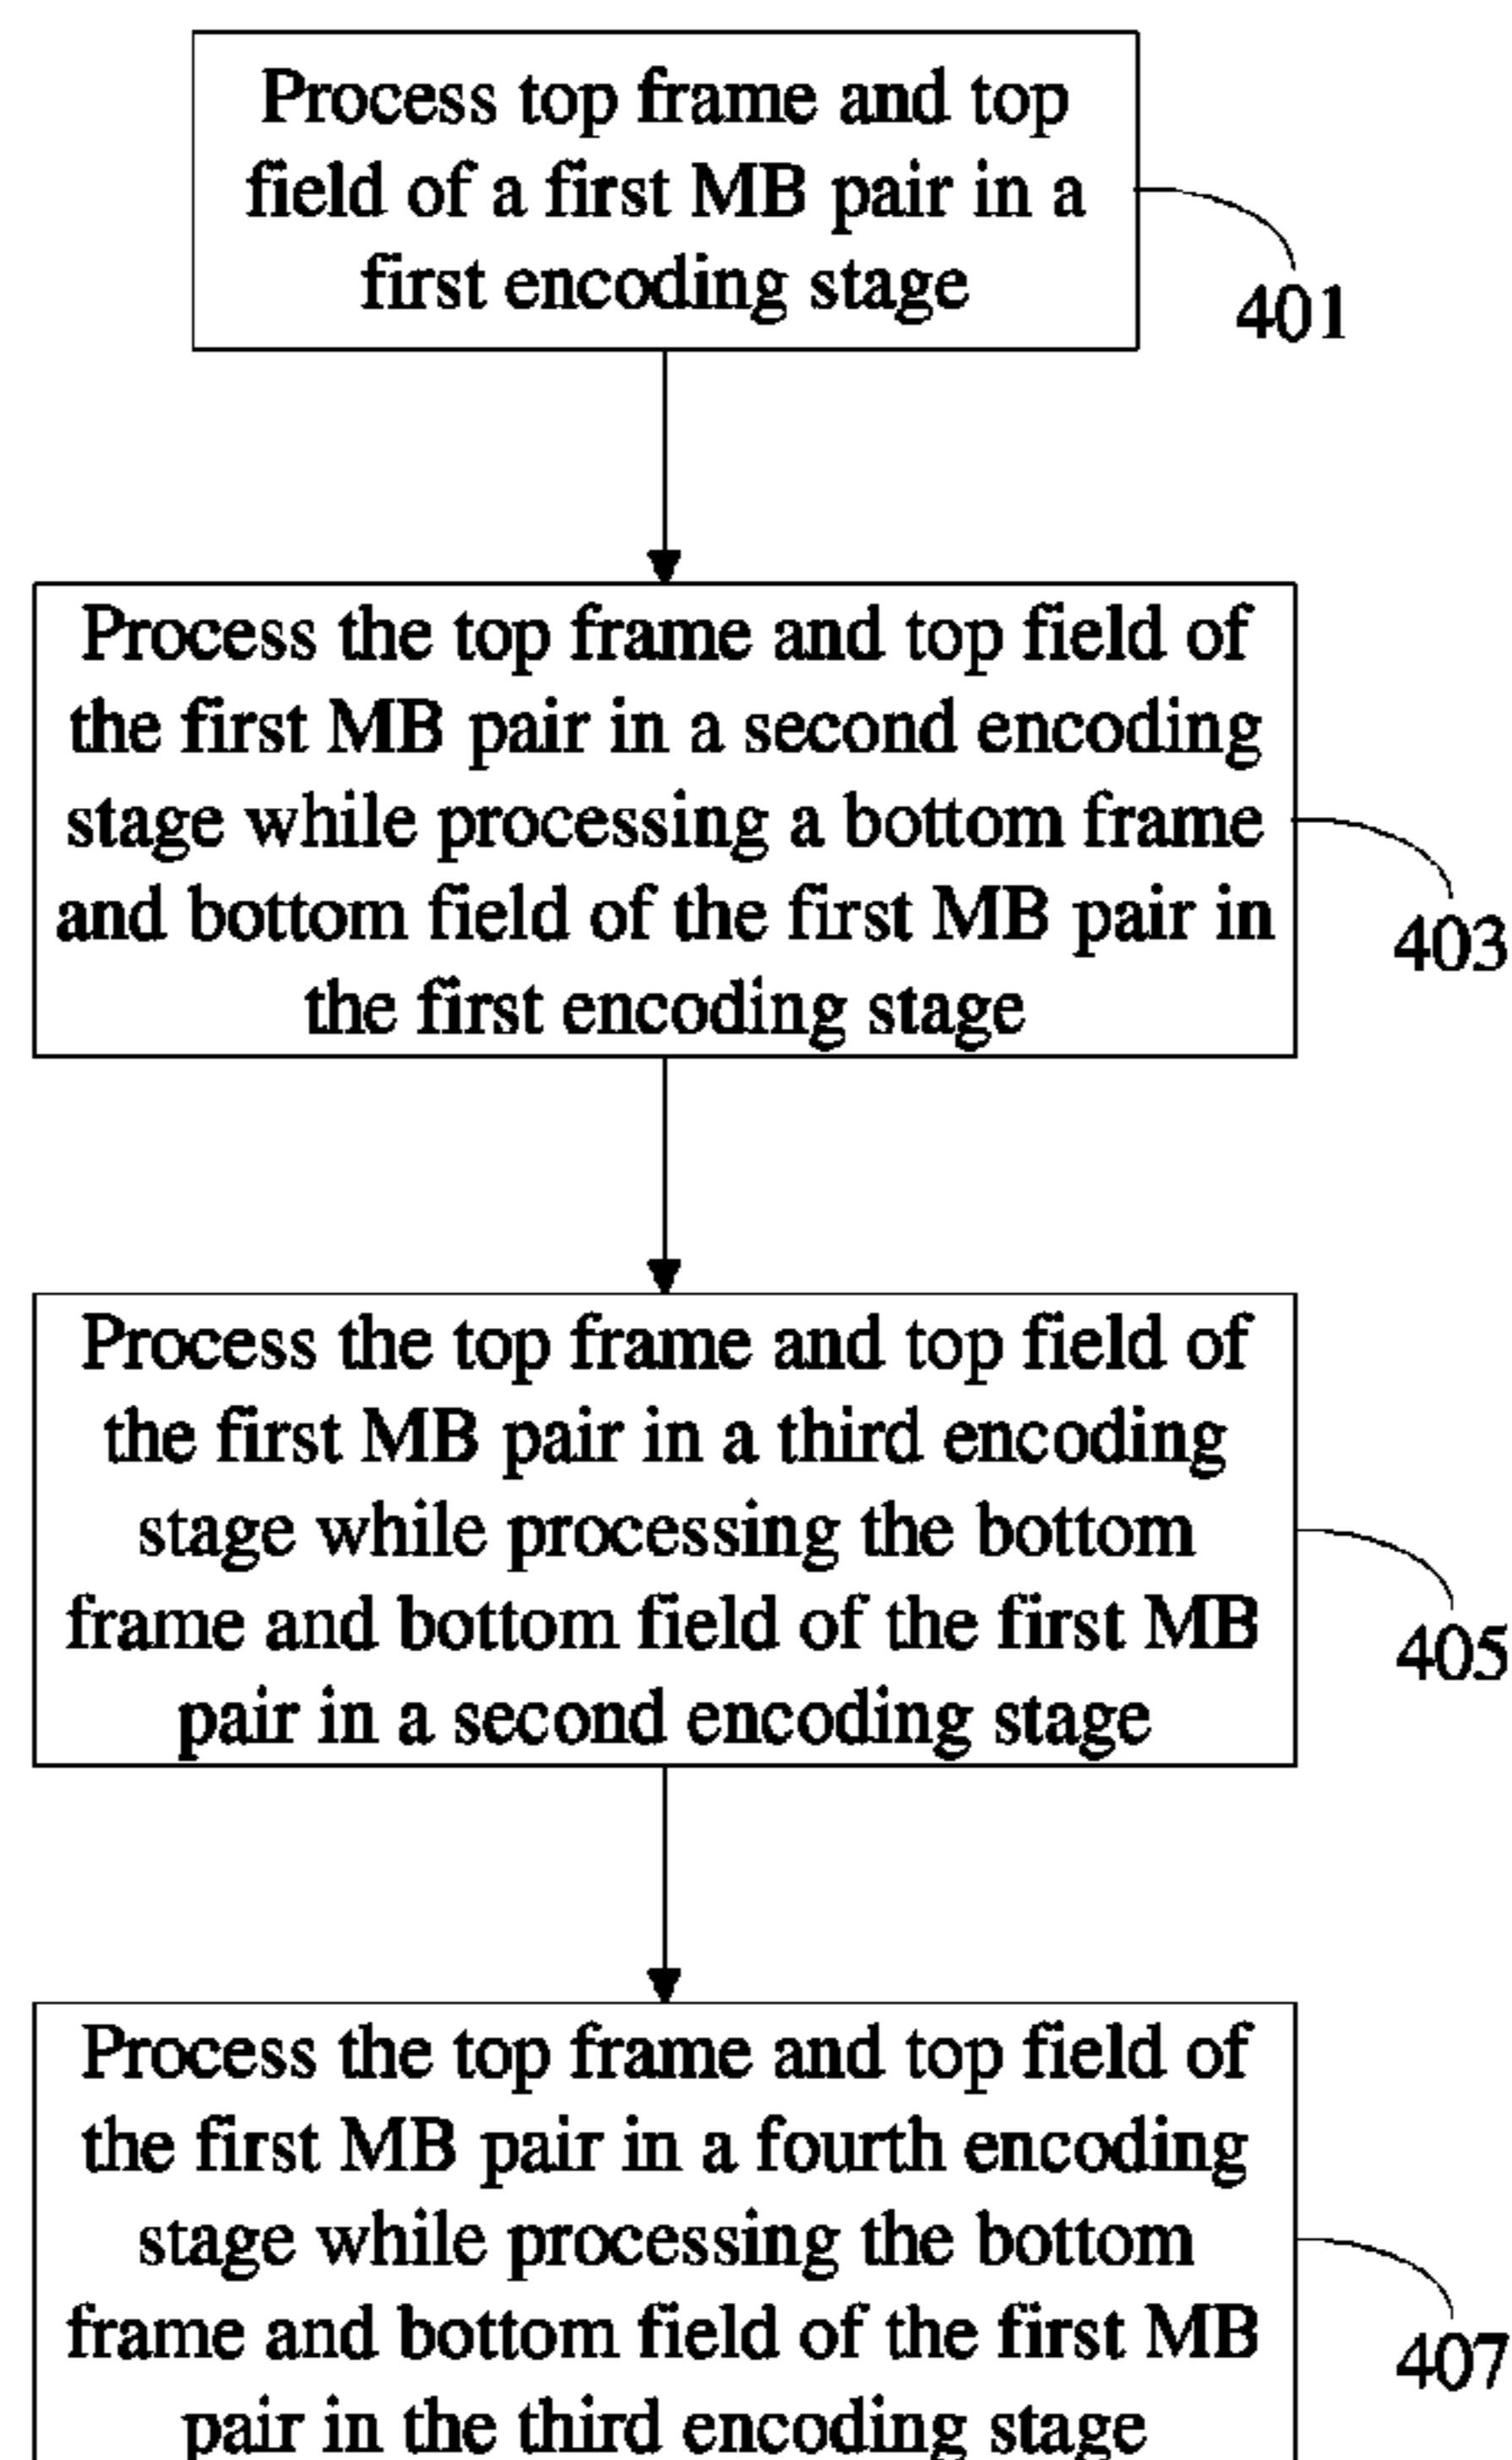 Process top frame and top
field of a first MB pair in a
first encoding stage
401
Process the top frame and top field of
the first MB pair in a second encoding
stage while processing a bottom frame
and bottom field of the first MB pair in
the first encoding stage
403
Process the top frame and top field of
the first MB pair in a third encoding
stage while processing the bottom
frame and bottom field of the first MB
pair in a second encoding stage
405
Process the top frame and top field of
the first MB pair in a fourth encoding
stage while processing the bottom
frame and bottom field of the first MB
pair in the third encoding stage
407